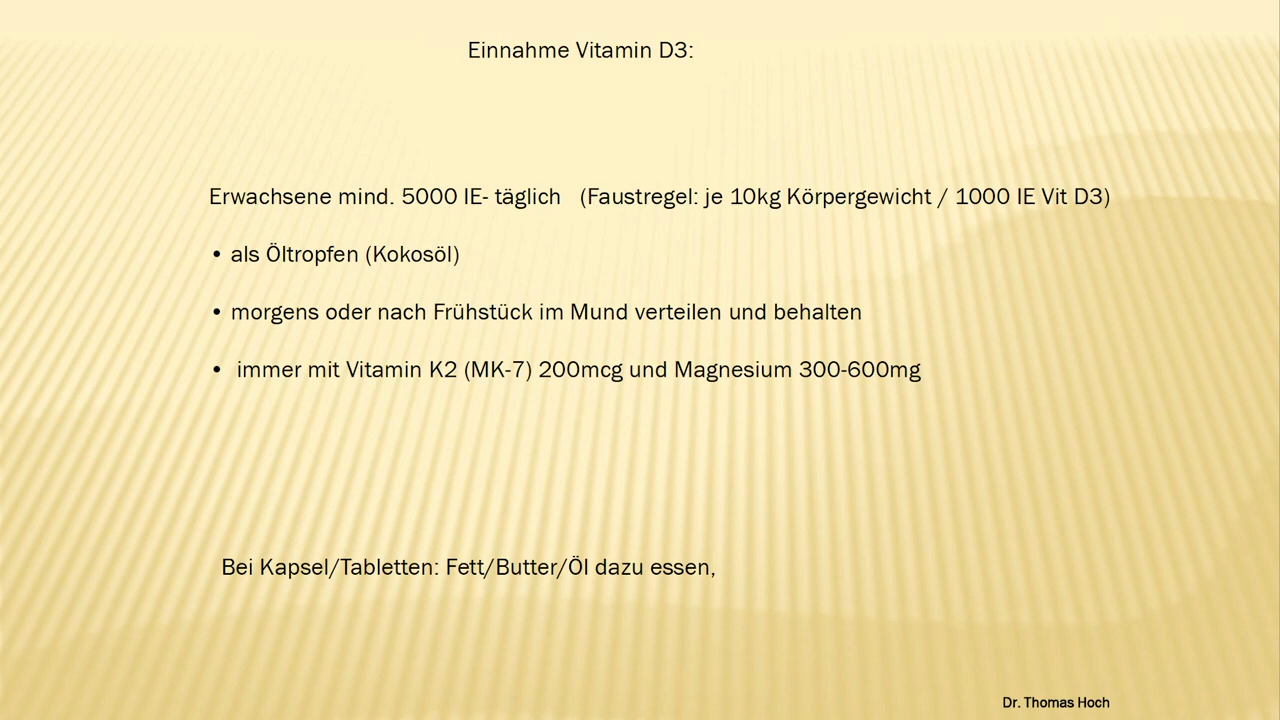 Einnahme Vitamin D3:
Erwachsene mind. 5000 IE- täglich (Faustregel: je 10kg Körpergewicht / 1000 IE Vit D3)
• als Öltropfen (Kokosöl)
• morgens oder nach Frühstück im Mund verteilen und behalten
• immer mit Vitamin K2 (MK-7) 200mcg und Magnesium 300-600mg
Bei Kapsel/Tabletten: Fett/Butter/Öl dazu essen,
Dr. Thomas Hoch